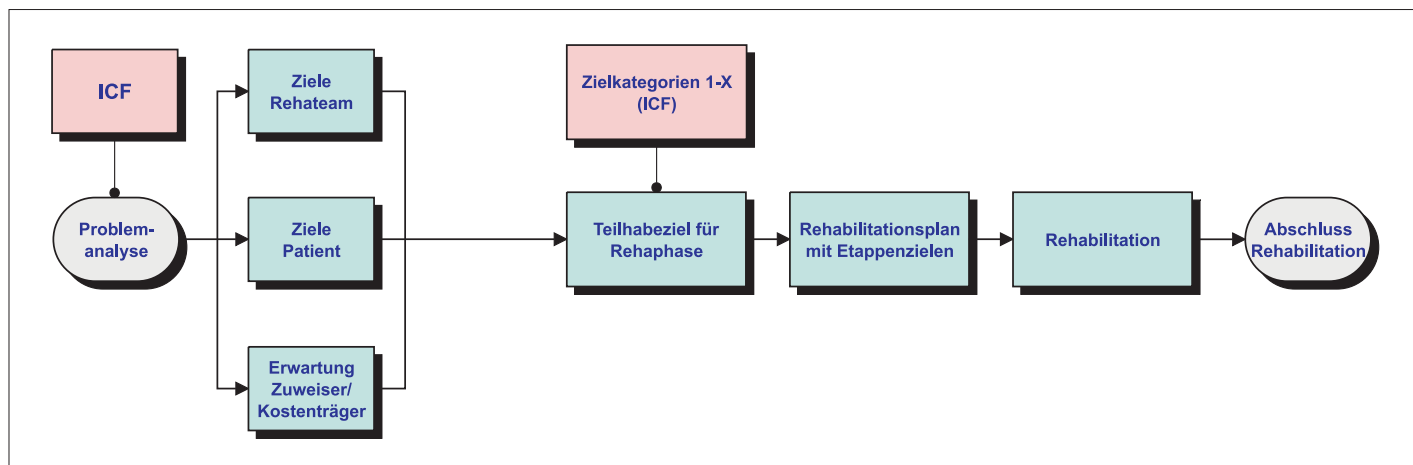 ICF
Problem-
analyse
Ziele
Rehateam
Ziele
Patient
Erwartung
Zuweiser/
Kostenträger
Zielkategorien 1-X
(ICF)
Teilhabeziel für
Rehaphase
Rehabilitationsplan
mit Etappenzielen
Rehabilitation
Abschluss
Rehabilitation